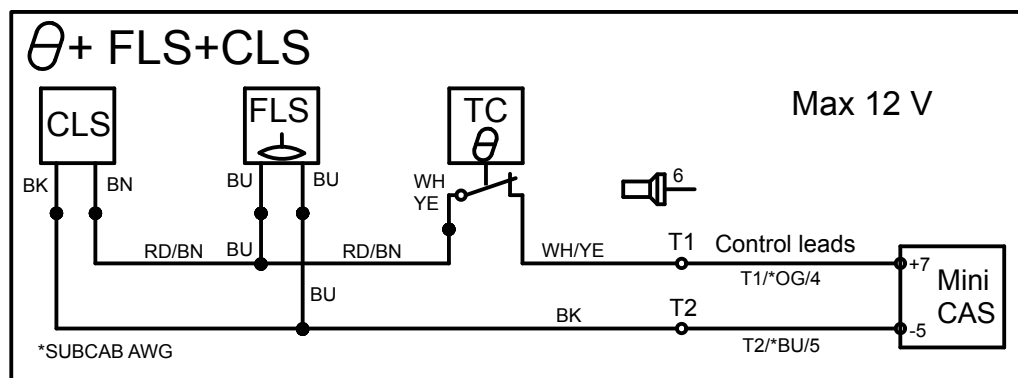 θ+ FLS+CLS
Max 12 V
CLS
FLS
TC
θ
BK
BN
BU
BU
WH
YE
6
RD/BN
BU
RD/BN
WH/YE
T1
Control leads
T1/*OG/4
+7
Mini
CAS
-5
BU
BK
T2
T2/*BU/5
*SUBCAB AWG